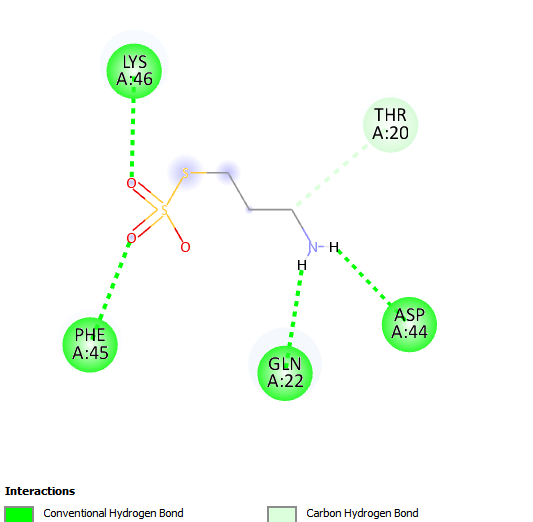 LYS
A:46
THR
A:20
S
O
S
O
O
N
H
H
ASP
A:44
PHE
A:45
GLN
A:22
Interactions
Conventional Hydrogen Bond
Carbon Hydrogen Bond